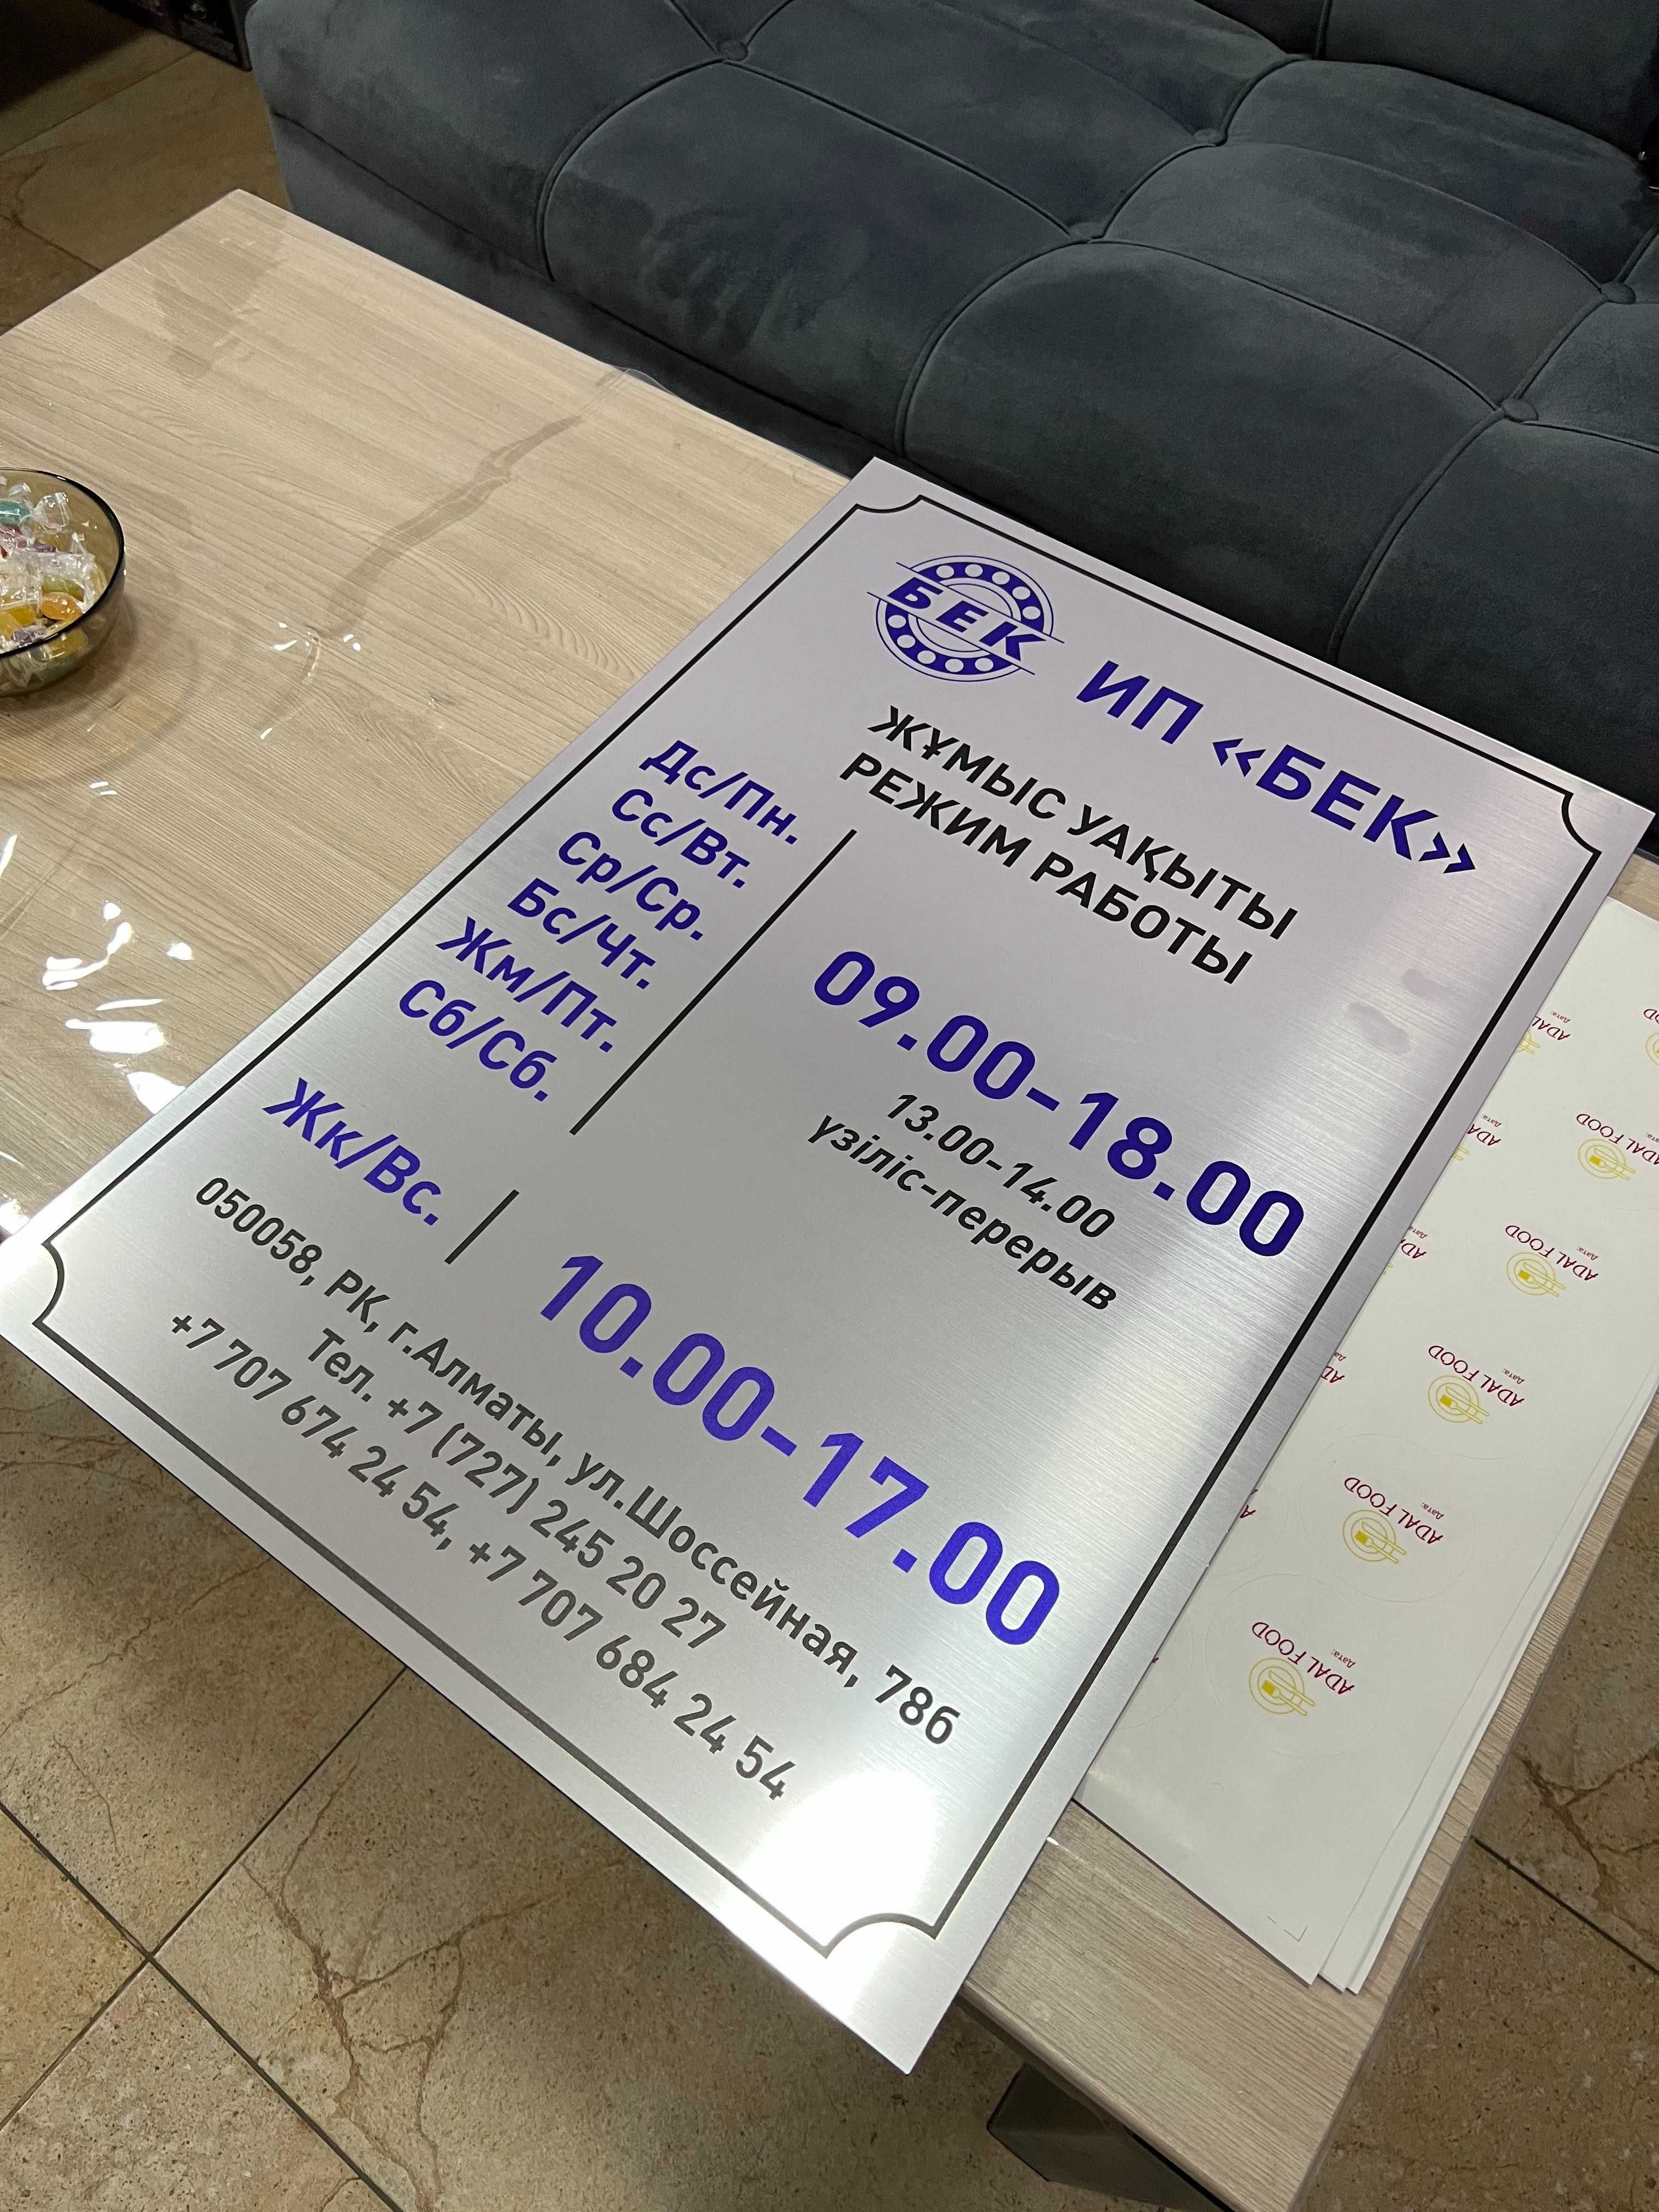 БЕК
ИП «БЕК»
ЖҰМЫС УАҚЫТЫ
РЕЖИМ РАБОТЫ
Дс/Пн.
Сс/Вт.
Ср/Ср.
Бс/Чт.
Жм/Пт.
Сб/Сб.
09.00-18.00
13.00-14.00
үзіліс-перерыв
Жк/Вс.
10.00-17.00
050058, РК, г.Алматы, ул.Шоссейная, 78б
Тел. +7 (727) 245 20 27
+7 707 674 24 54, +7 707 684 24 54
ADAL FOOD
Дата:
ADAL FOOD
Дата:
ADAL FOOD
Дата:
ADAL FOOD
Дата:
ADAL FOOD
Дата: